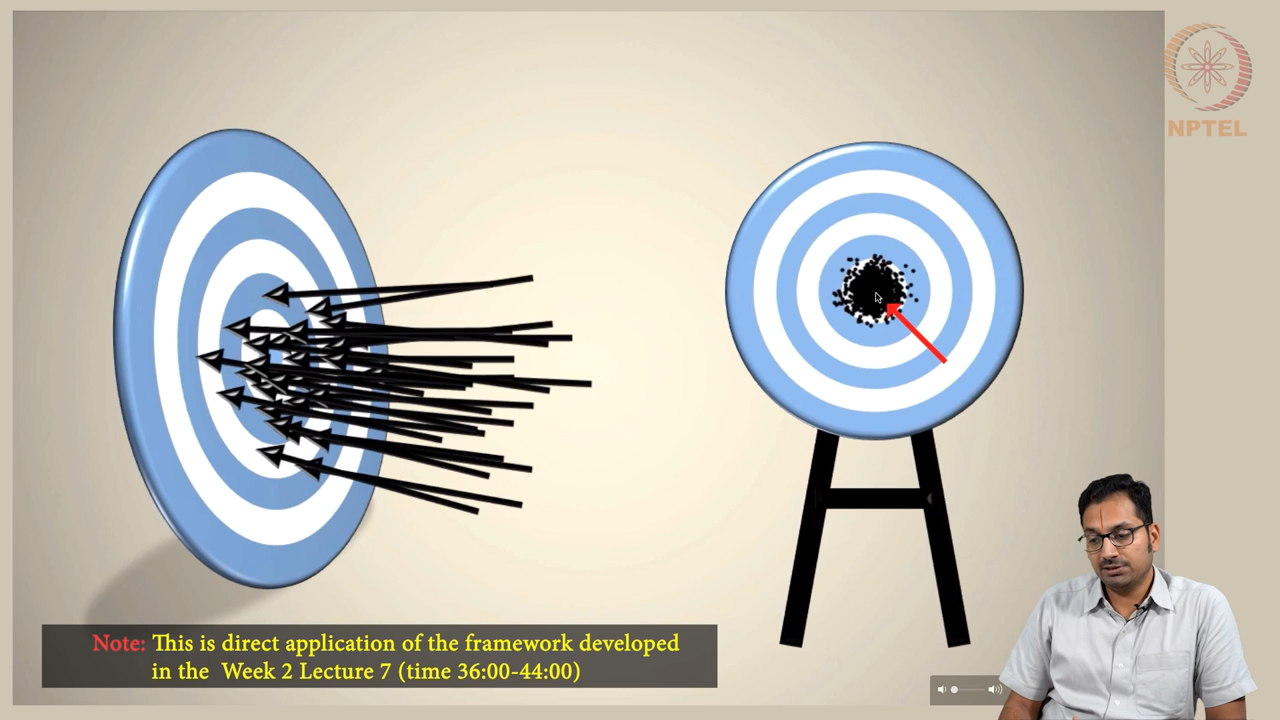 NPTEL
Note: This is direct application of the framework developed
in the Week 2 Lecture 7 (time 36:00-44:00)